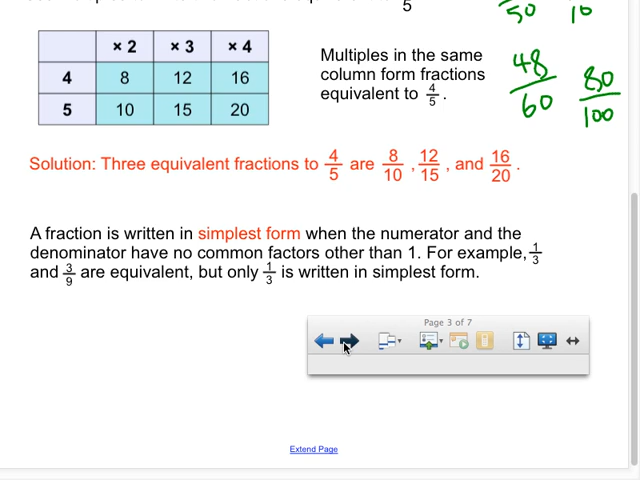 5
50
10
× 2 × 3 × 4
4 8 12 16
5 10 15 20
Multiples in the same
column form fractions
equivalent to 4/5 .
48/60
80/100
Solution: Three equivalent fractions to 4/5 are 8/10 , 12/15 , and 16/20 .
A fraction is written in simplest form when the numerator and the
denominator have no common factors other than 1. For example, 1/3
and 3/9 are equivalent, but only 1/3 is written in simplest form.
Page 3 of 7
Extend Page